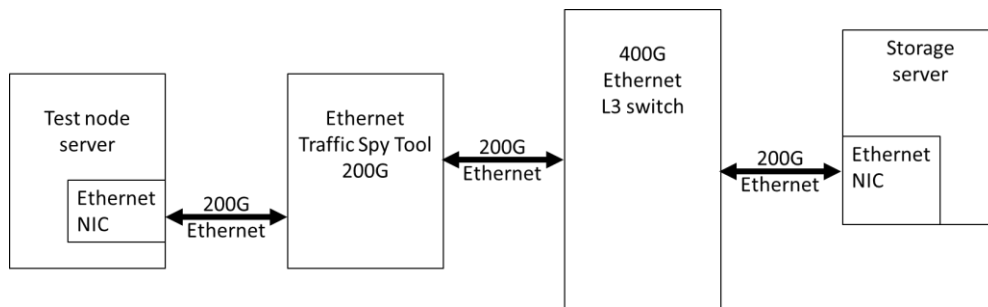 Test node
server
Ethernet
NIC
200G
Ethernet
Ethernet
Traffic Spy Tool
200G
200G
Ethernet
400G
Ethernet
L3 switch
200G
Ethernet
Storage
server
Ethernet
NIC